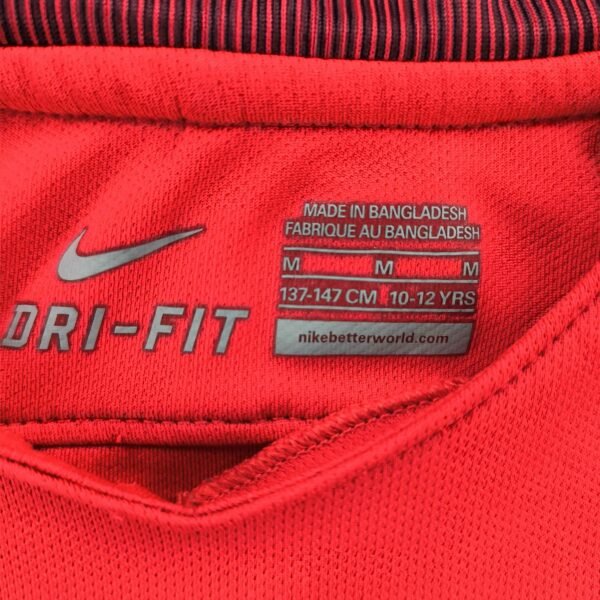 MADE IN BANGLADESH
FABRIQUE AU BANGLADESH
M M M
137-147 CM 10-12 YRS
nikebetterworld.com
DRI-FIT